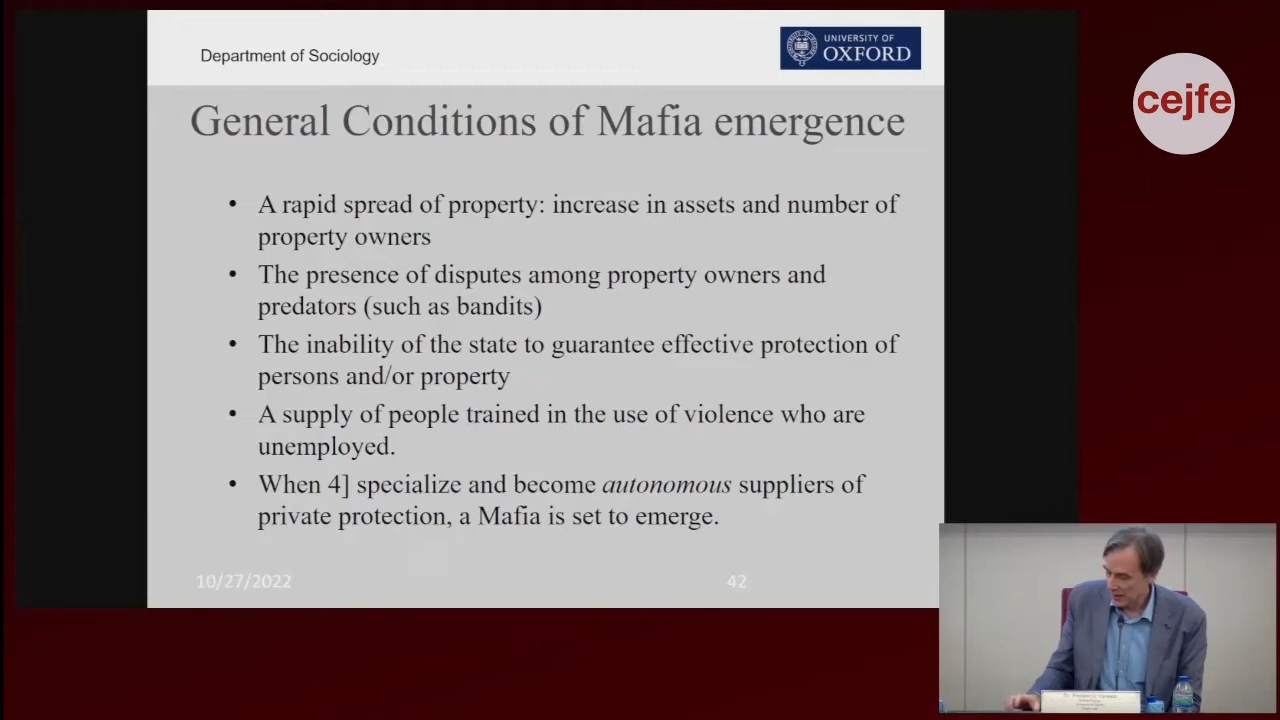 Department of Sociology
UNIVERSITY OF
OXFORD
cejfe
General Conditions of Mafia emergence
• A rapid spread of property: increase in assets and number of
property owners
• The presence of disputes among property owners and
predators (such as bandits)
• The inability of the state to guarantee effective protection of
persons and/or property
• A supply of people trained in the use of violence who are
unemployed.
• When 4] specialize and become autonomous suppliers of
private protection, a Mafia is set to emerge.
10/27/2022
42